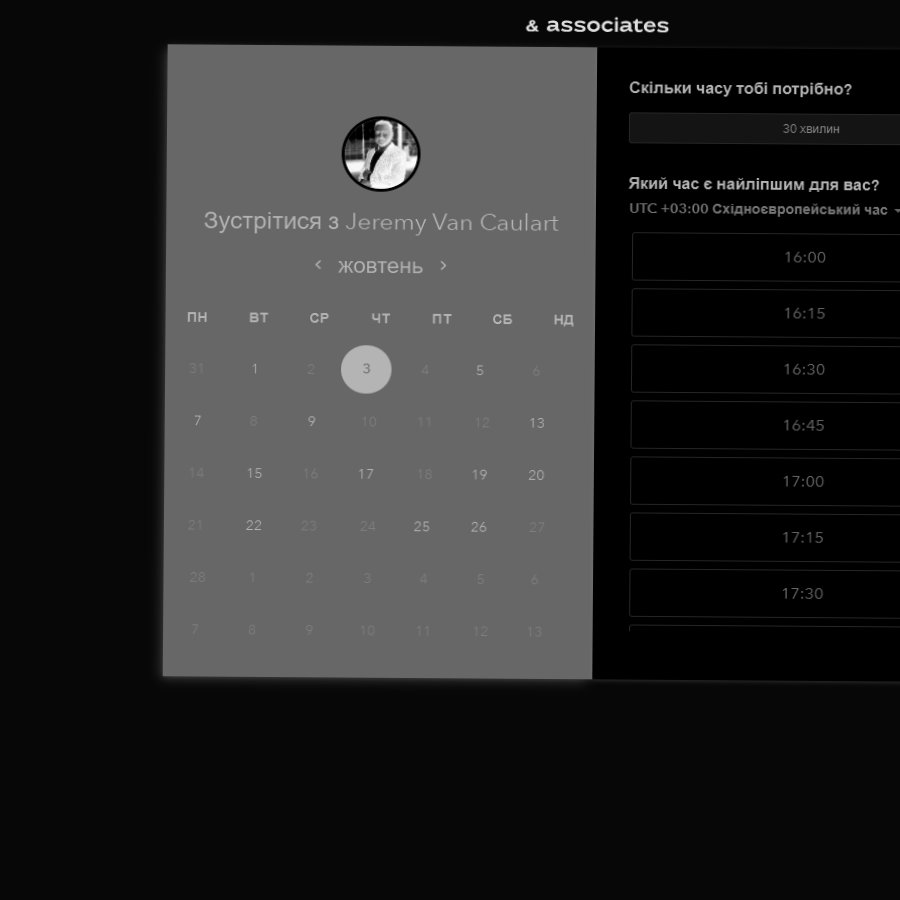 & associates
Зустрітися з Jeremy Van Caulart
жовтень
ПН ВТ СР ЧТ ПТ СБ НД
31 1 2 3 4 5 6
7 8 9 10 11 12 13
14 15 16 17 18 19 20
21 22 23 24 25 26 27
28 1 2 3 4 5 6
7 8 9 10 11 12 13
Скільки часу тобі потрібно?
30 хвилин
Який час є найліпшим для вас?
UTC +03:00 Східноєвропейський час
16:00
16:15
16:30
16:45
17:00
17:15
17:30